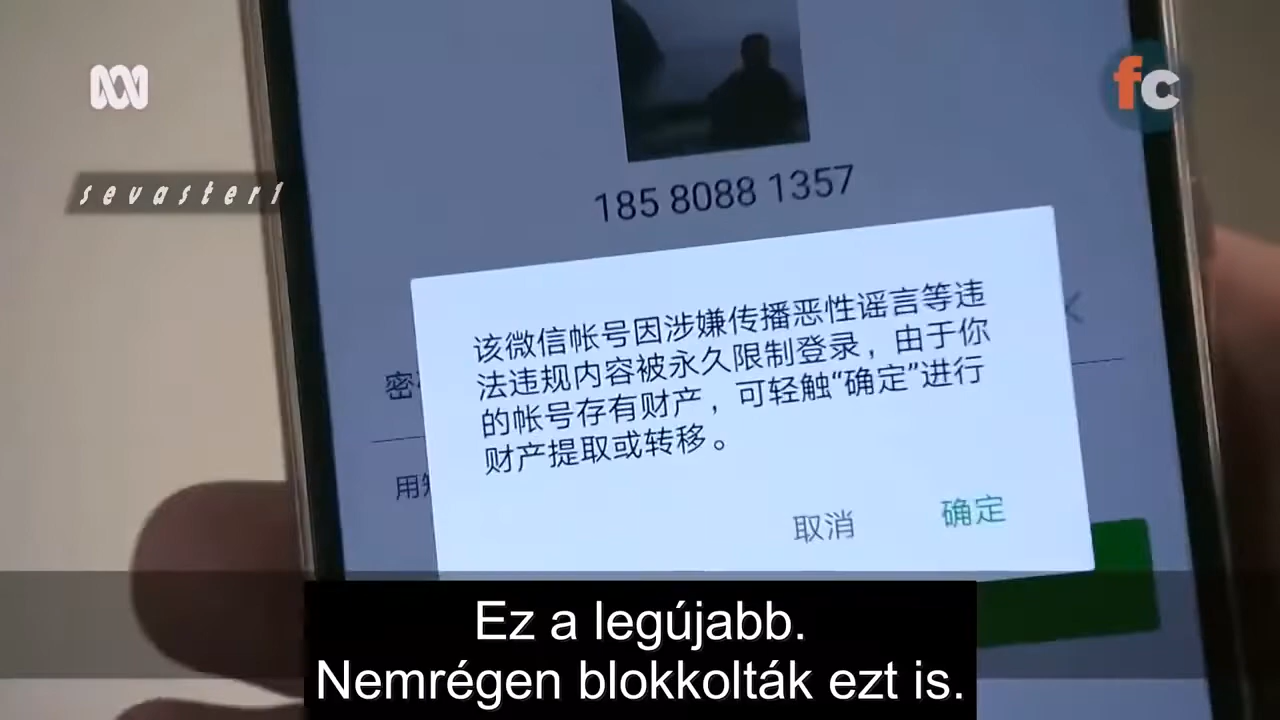 fc
sevaster1
185 8088 1357
该微信帐号因涉嫌传播恶性谣言等违
法违规内容被永久限制登录，由于你
的帐号存有财产，可轻触“确定”进行
财产提取或转移。
密
用
取消
确定
Ez a legújabb.
Nemrégen blokkolták ezt is.